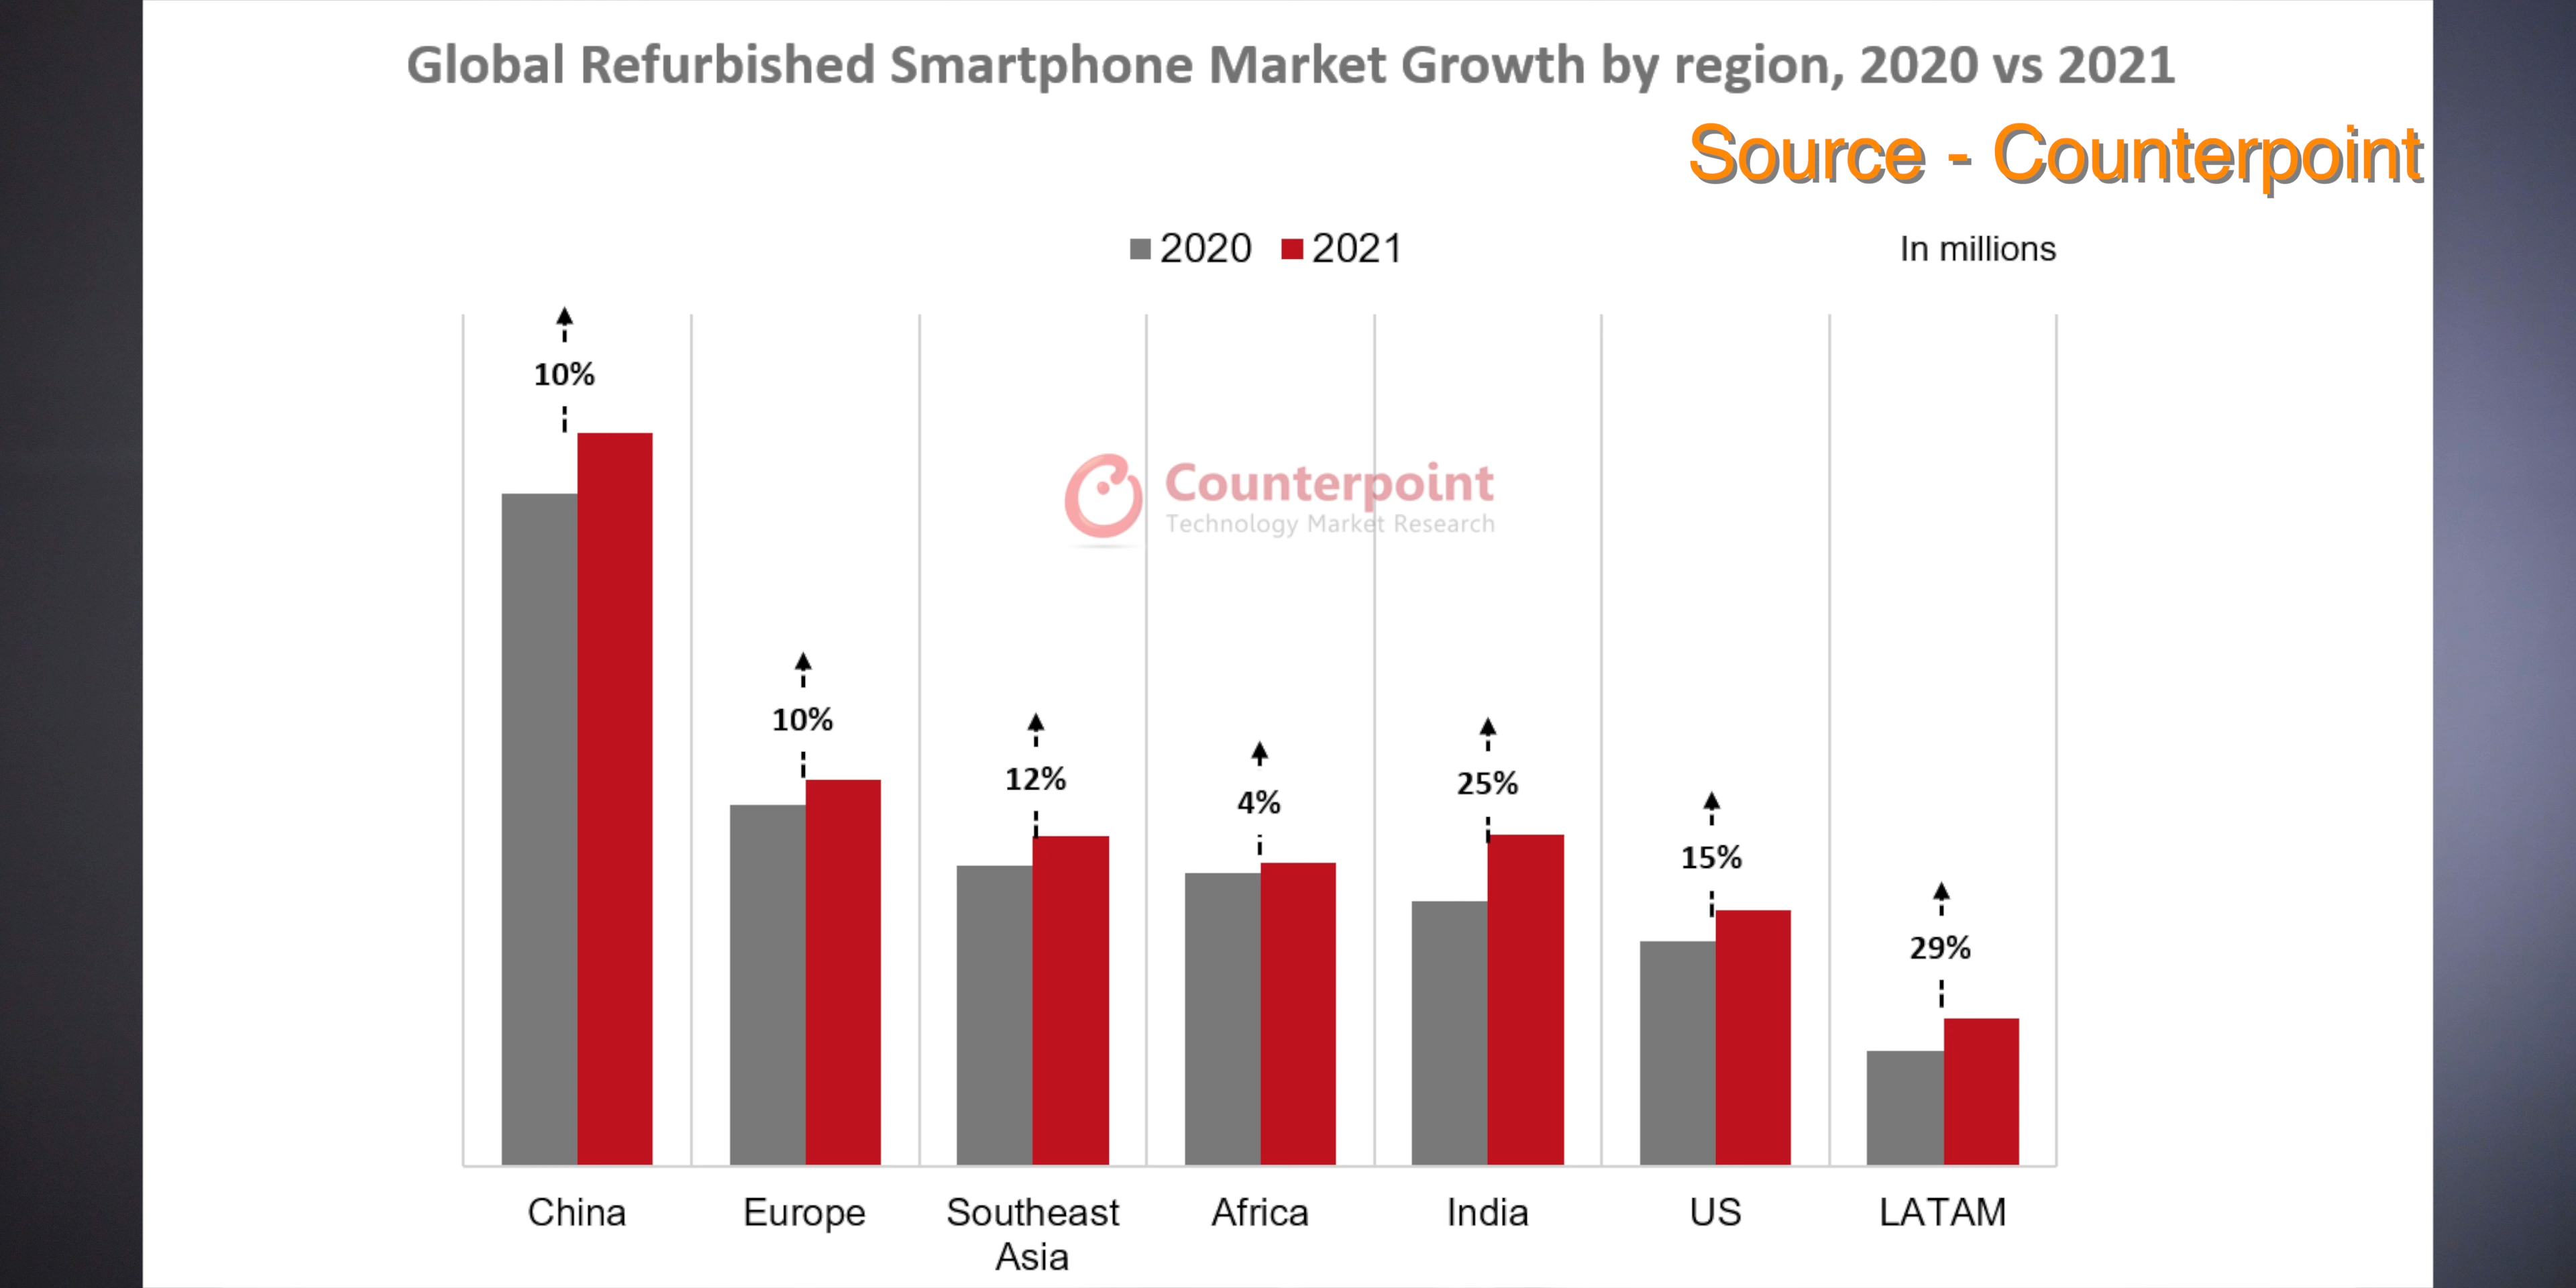 Global Refurbished Smartphone Market Growth by region, 2020 vs 2021
Source - Counterpoint
2020 2021
In millions
10%
10%
12%
4%
25%
15%
29%
Counterpoint
Technology Market Research
China
Europe
Southeast
Asia
Africa
India
US
LATAM